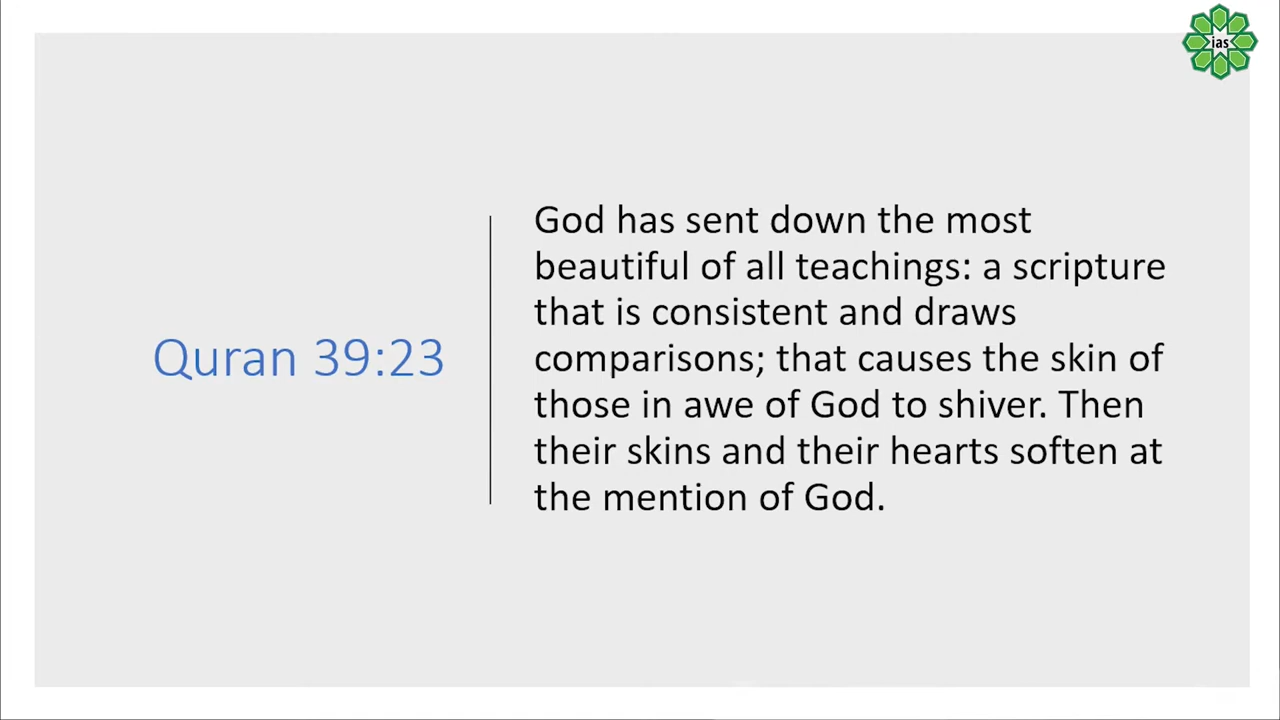 ias
Quran 39:23
God has sent down the most
beautiful of all teachings: a scripture
that is consistent and draws
comparisons; that causes the skin of
those in awe of God to shiver. Then
their skins and their hearts soften at
the mention of God.